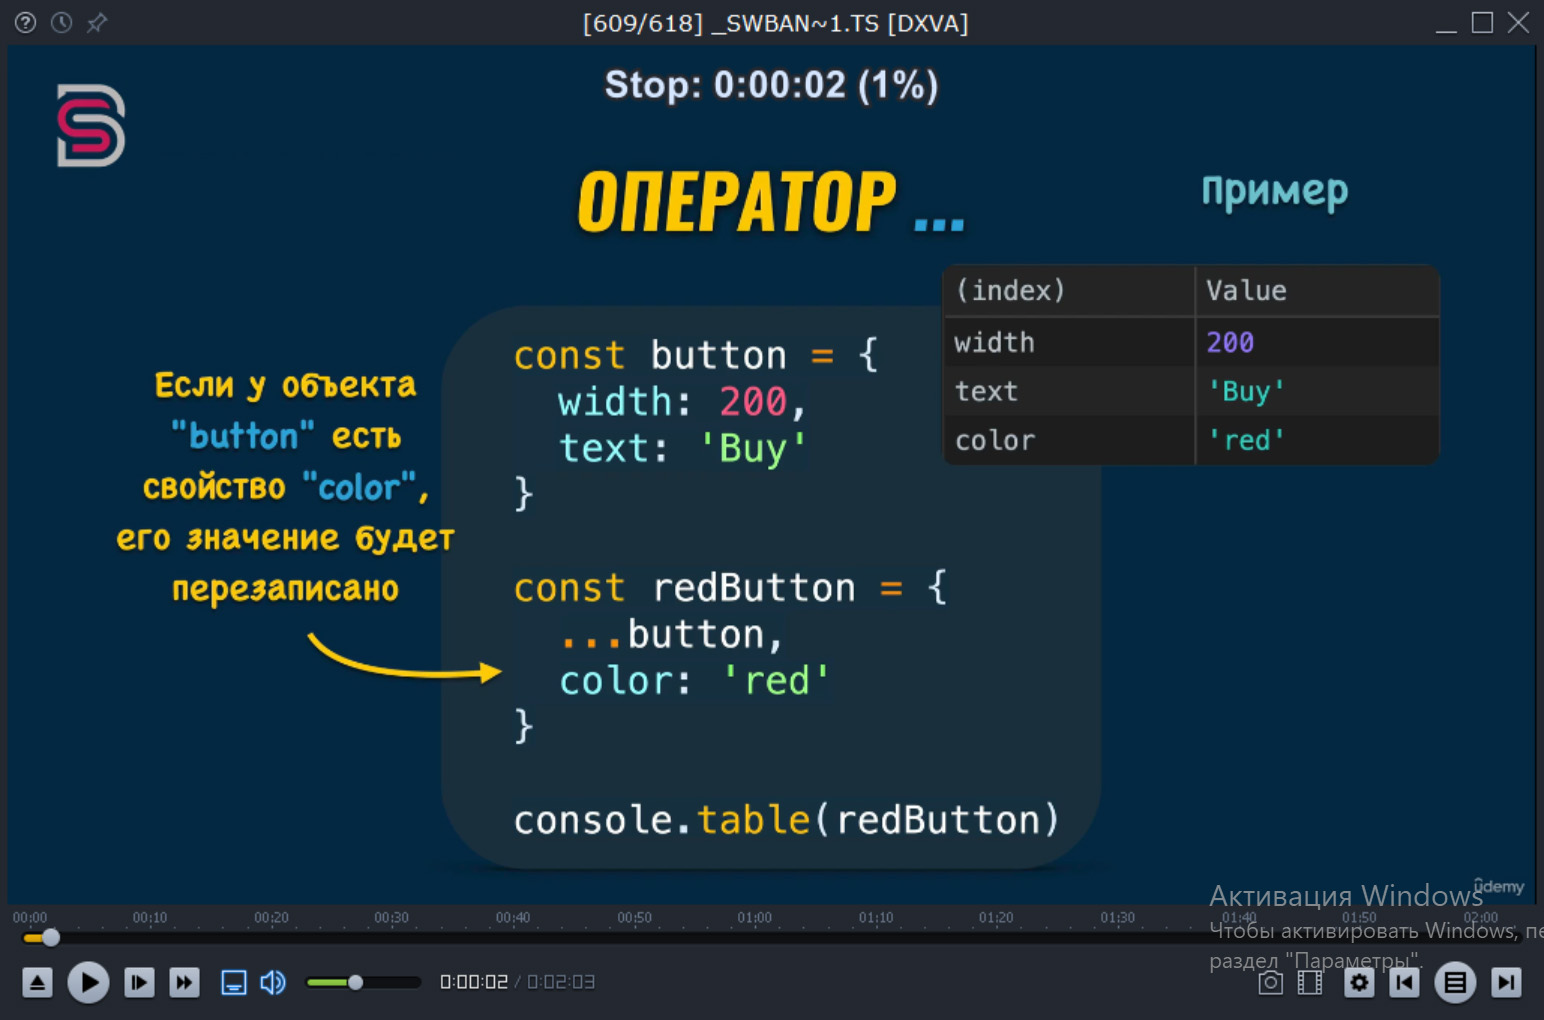 [609/618] _SWBAN~1.TS [DXVA]
Stop: 0:00:02 (1%)
ОПЕРАТОР ...
Пример
(index) Value
width 200
text 'Buy'
color 'red'
Если у объекта
"button" есть
свойство "color",
его значение будет
перезаписано
const button = {
width: 200,
text: 'Buy'
}
const redButton = {
...button,
color: 'red'
}
console.table(redButton)
ûdemy
Активация Windows
Чтобы активировать Windows, пе
раздел "Параметры".
00:00 00:10 00:20 00:30 00:40 00:50 01:00 01:10 01:20 01:30 01:40 01:50 02:00
0:00:02 / 0:02:03